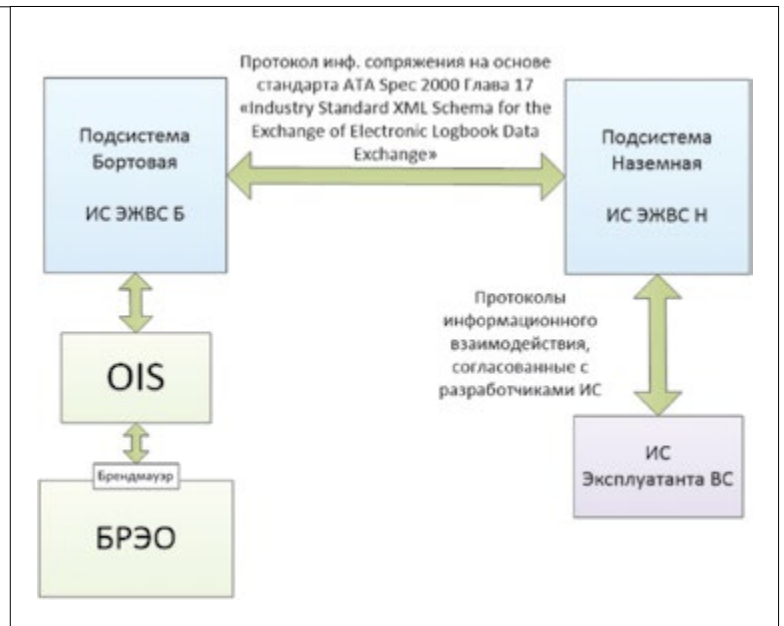 Протокол инф. сопряжения на основе
стандарта ATA Spec 2000 Глава 17
«Industry Standard XML Schema for the
Exchange of Electronic Logbook Data
Exchange»
Подсистема
Бортовая
ИС ЭЖВС Б
Подсистема
Наземная
ИС ЭЖВС Н
Протоколы
информационного
взаимодействия,
согласованные с
разработчиками ИС
OIS
Брендмауэр
БРЭО
ИС
Эксплуатанта ВС